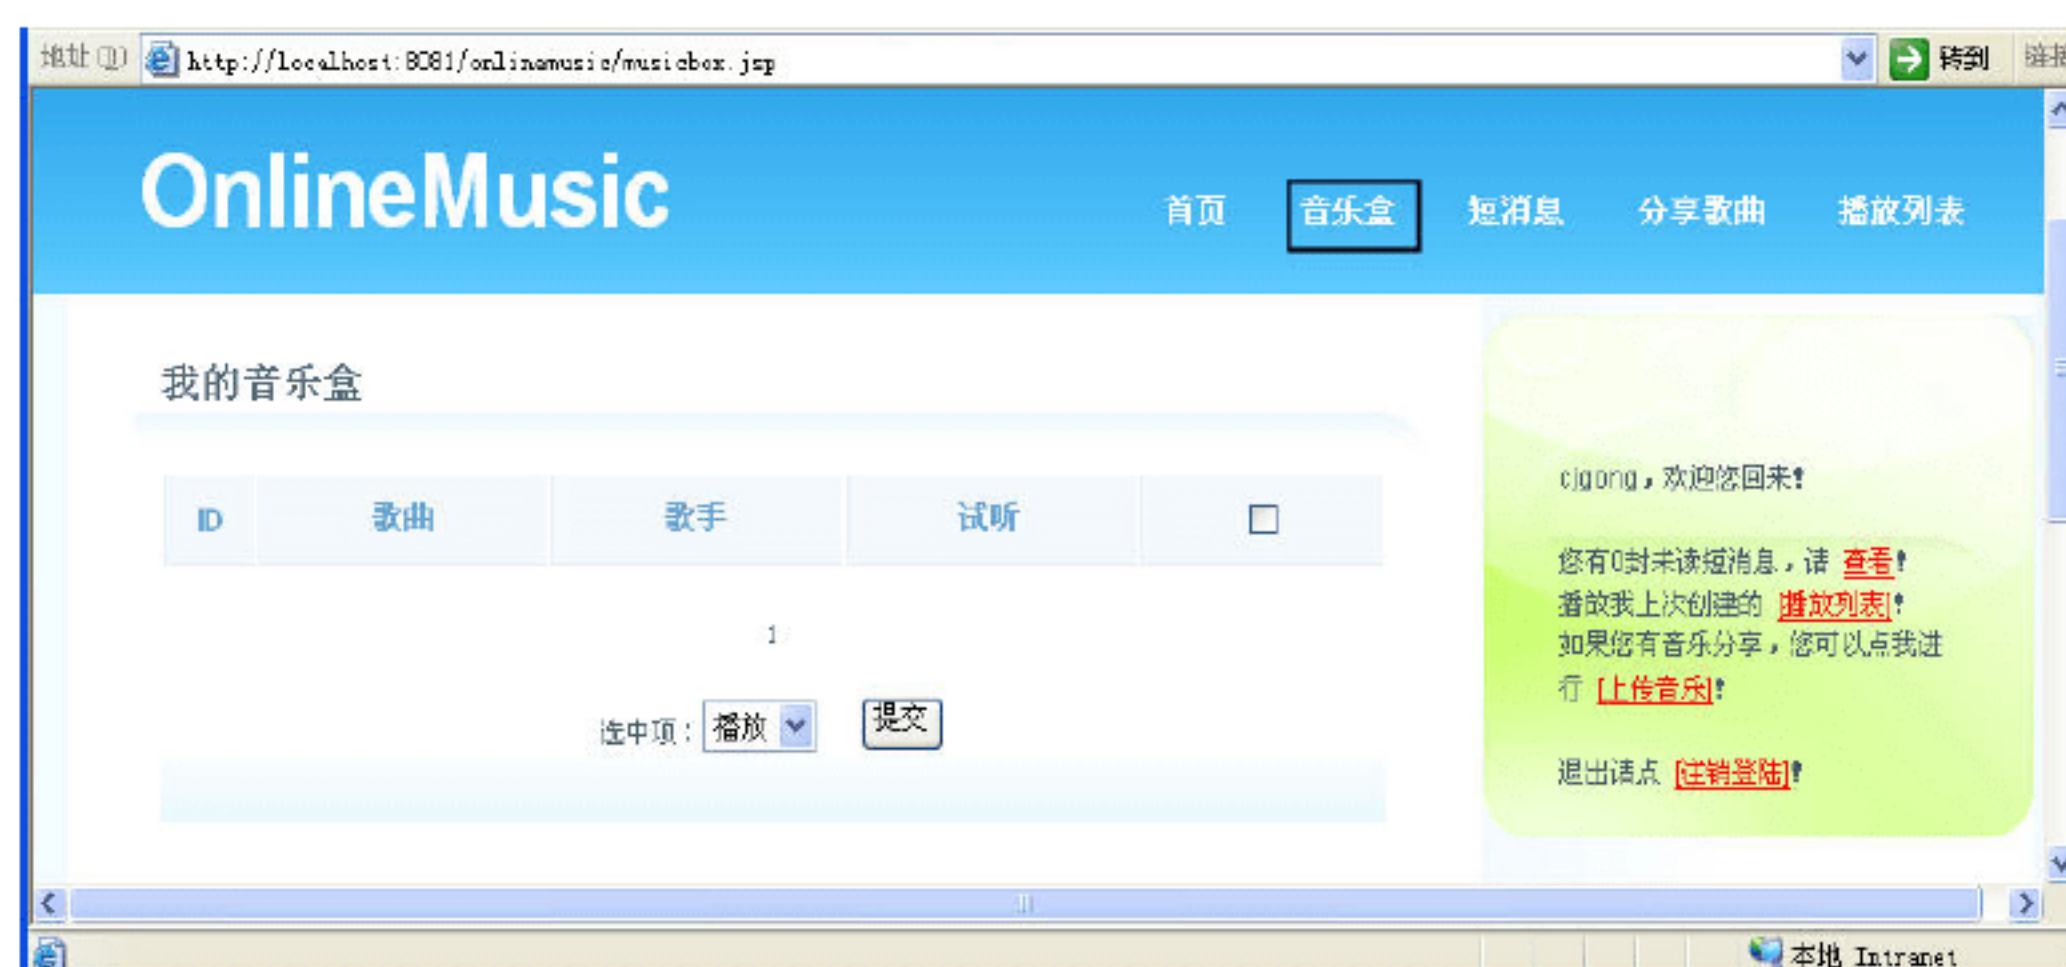 地址(D) http://localhost:8081/onlinemusic/musicbox.jsp 转到 链接
OnlineMusic
首页 音乐盒 短消息 分享歌曲 播放列表
我的音乐盒
ID 歌曲 歌手 试听
1
选中项: 播放 提交
cjgong,欢迎您回来!
您有0封未读短消息,请 查看!
播放我上次创建的 [播放列表]!
如果您有音乐分享,您可以点我进
行 [上传音乐]!
退出请点 [注销登陆]!
本地 Intranet